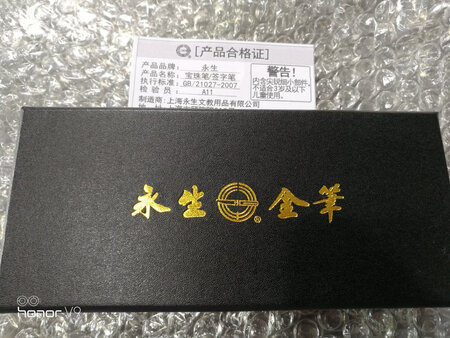 [产品合格证]
产品品牌： 永生
产品名称： 宝珠笔/签字笔
执行标准：GB/21027-2007
检 验 员： A11
制造商：上海永生文教用品有限公司
警告！
内含尖锐细小部件，
不适合3岁及以下
儿童使用。
永生 金筆
®
honor V9